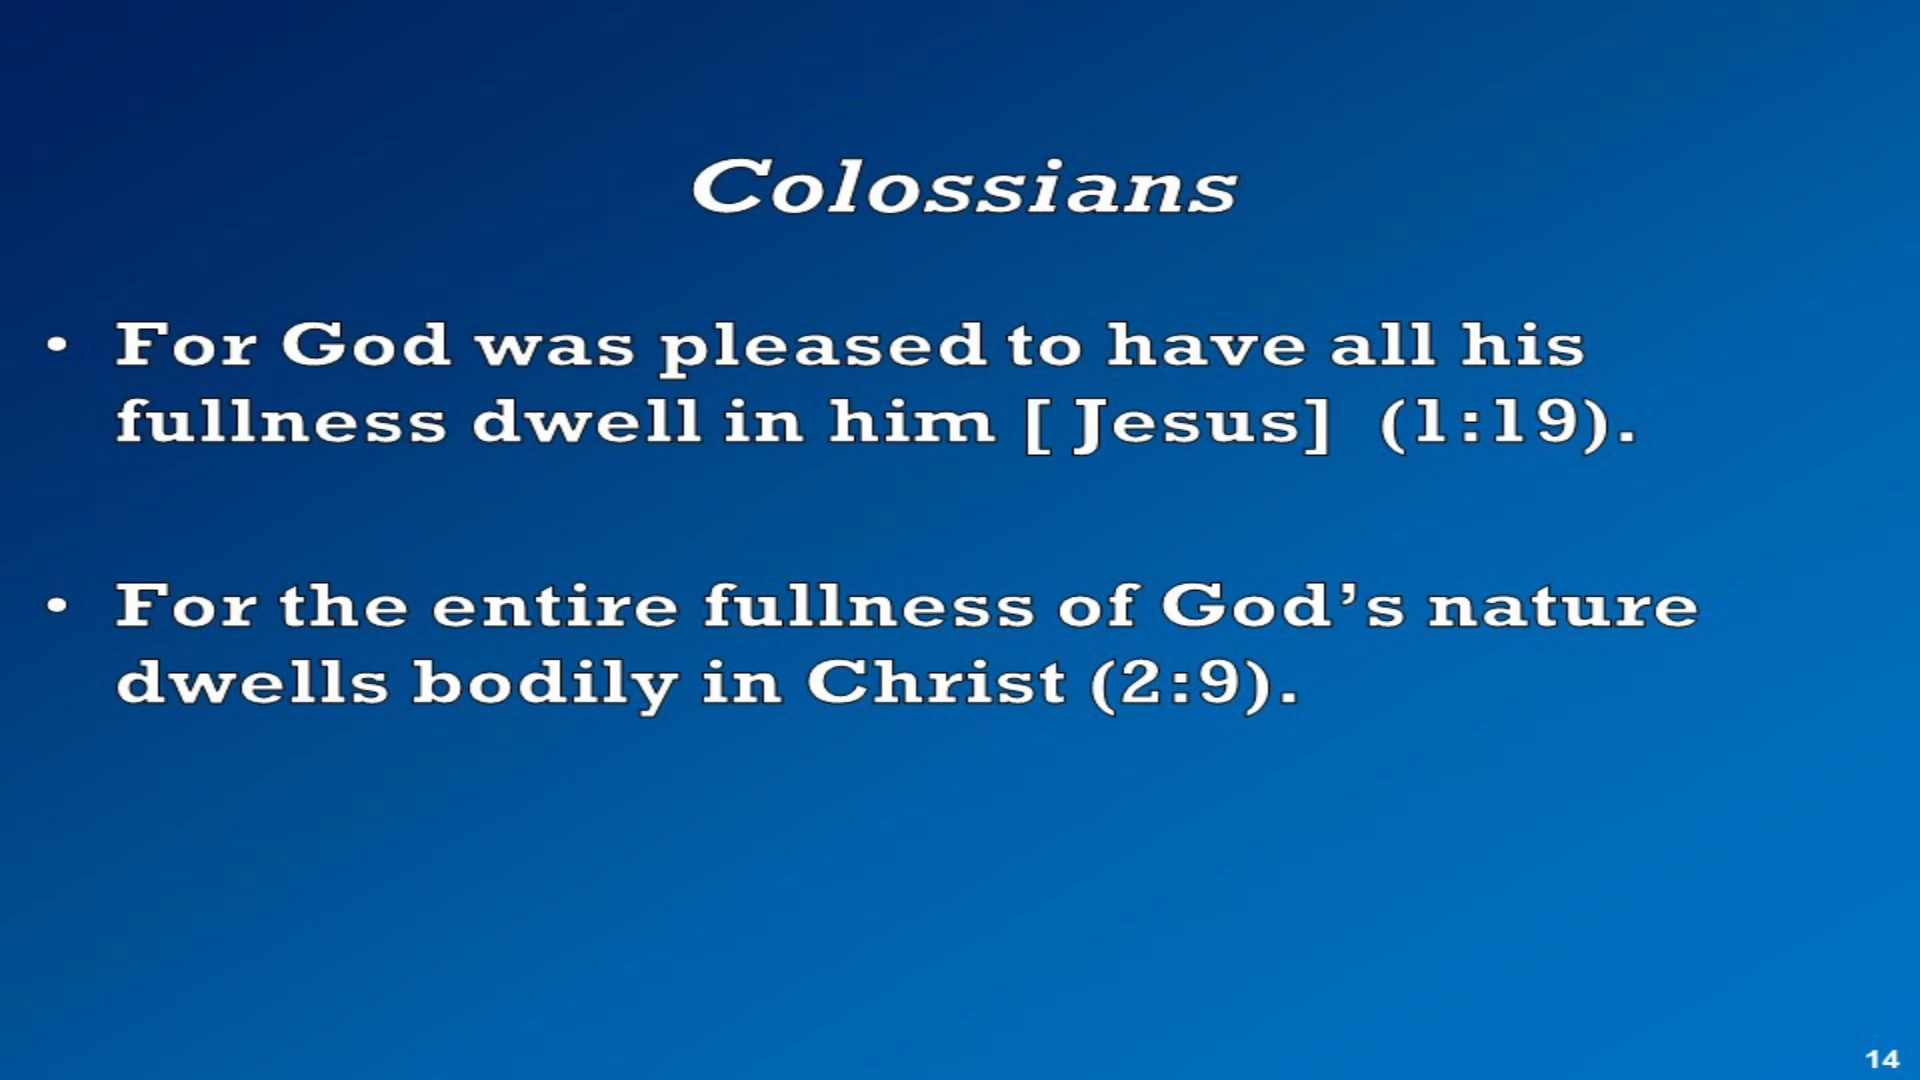 Colossians
• For God was pleased to have all his
fullness dwell in him [ Jesus]  (1:19).
• For the entire fullness of God’s nature
dwells bodily in Christ (2:9).
14